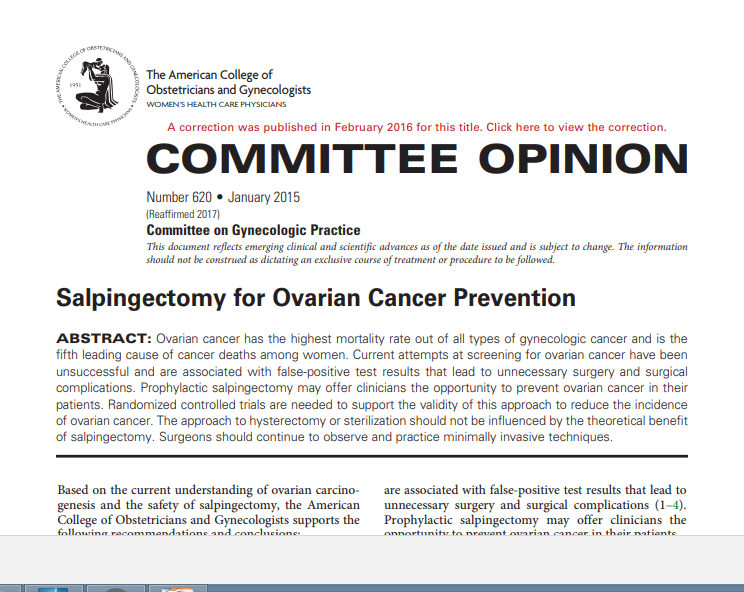 THE AMERICAN COLLEGE OF OBSTETRICIANS AND GYNECOLOGISTS
1951
WOMEN'S HEALTH CARE PHYSICIANS
The American College of
Obstetricians and Gynecologists
WOMEN'S HEALTH CARE PHYSICIANS
A correction was published in February 2016 for this title. Click here to view the correction.
COMMITTEE OPINION
Number 620 • January 2015
(Reaffirmed 2017)
Committee on Gynecologic Practice
This document reflects emerging clinical and scientific advances as of the date issued and is subject to change. The information
should not be construed as dictating an exclusive course of treatment or procedure to be followed.
Salpingectomy for Ovarian Cancer Prevention
ABSTRACT: Ovarian cancer has the highest mortality rate out of all types of gynecologic cancer and is the
fifth leading cause of cancer deaths among women. Current attempts at screening for ovarian cancer have been
unsuccessful and are associated with false-positive test results that lead to unnecessary surgery and surgical
complications. Prophylactic salpingectomy may offer clinicians the opportunity to prevent ovarian cancer in their
patients. Randomized controlled trials are needed to support the validity of this approach to reduce the incidence
of ovarian cancer. The approach to hysterectomy or sterilization should not be influenced by the theoretical benefit
of salpingectomy. Surgeons should continue to observe and practice minimally invasive techniques.
Based on the current understanding of ovarian carcino-
genesis and the safety of salpingectomy, the American
College of Obstetricians and Gynecologists supports the
following recommendations and conclusions:
are associated with false-positive test results that lead to
unnecessary surgery and surgical complications (1–4).
Prophylactic salpingectomy may offer clinicians the
opportunity to prevent ovarian cancer in their patients.